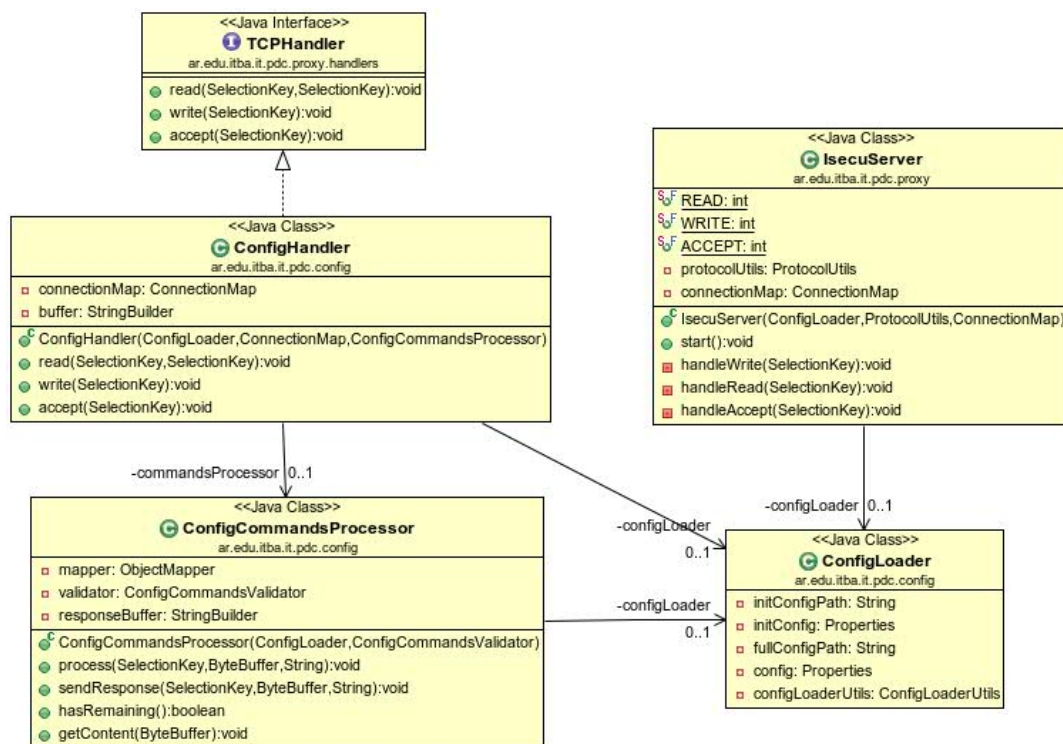 <<Java Interface>>
TCPHandler
ar.edu.itba.it.pdc.proxy.handlers
read(SelectionKey,SelectionKey):void
write(SelectionKey):void
accept(SelectionKey):void
<<Java Class>>
IsecuServer
ar.edu.itba.it.pdc.proxy
READ: int
WRITE: int
ACCEPT: int
protocolUtils: ProtocolUtils
connectionMap: ConnectionMap
IsecuServer(ConfigLoader,ProtocolUtils,ConnectionMap)
start():void
handleWrite(SelectionKey):void
handleRead(SelectionKey):void
handleAccept(SelectionKey):void
<<Java Class>>
ConfigHandler
ar.edu.itba.it.pdc.config
connectionMap: ConnectionMap
buffer: StringBuilder
ConfigHandler(ConfigLoader,ConnectionMap,ConfigCommandsProcessor)
read(SelectionKey,SelectionKey):void
write(SelectionKey):void
accept(SelectionKey):void
-commandsProcessor 0..1
-configLoader
0..1
-configLoader 0..1
<<Java Class>>
ConfigCommandsProcessor
ar.edu.itba.it.pdc.config
mapper: ObjectMapper
validator: ConfigCommandsValidator
responseBuffer: StringBuilder
ConfigCommandsProcessor(ConfigLoader,ConfigCommandsValidator)
process(SelectionKey,ByteBuffer,String):void
sendResponse(SelectionKey,ByteBuffer,String):void
hasRemaining():boolean
getContent(ByteBuffer):void
-configLoader
0..1
<<Java Class>>
ConfigLoader
ar.edu.itba.it.pdc.config
initConfigPath: String
initConfig: Properties
fullConfigPath: String
config: Properties
configLoaderUtils: ConfigLoaderUtils